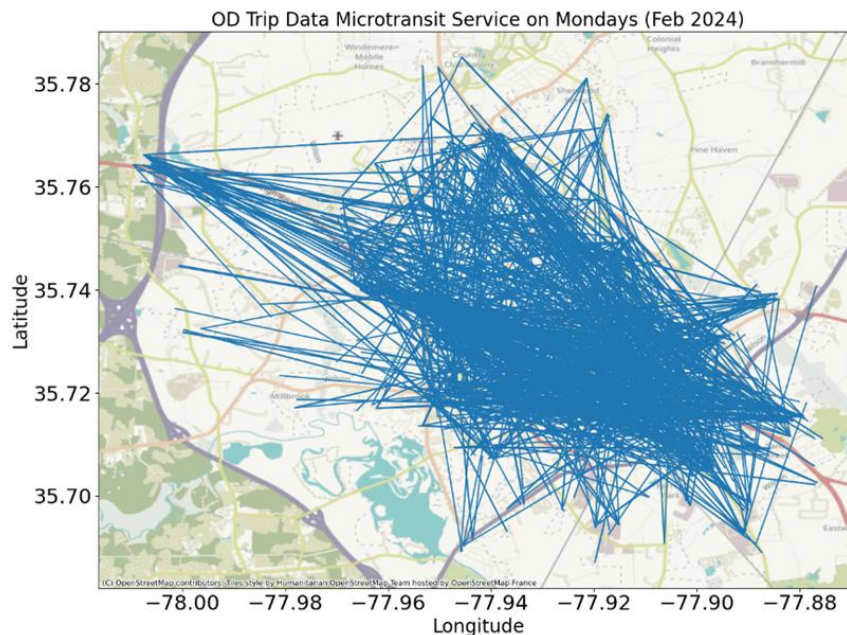 OD Trip Data Microtransit Service on Mondays (Feb 2024)
35.78
35.76
35.74
35.72
35.70
Latitude
Windemere
Mobile
Homes
Country
Colonial
Heights
Branshermill
Pine Haven
Millbrook
(C) OpenStreetMap contributors. Tiles style by Humanitarian OpenStreetMap Team hosted by OpenStreetMap France
−78.00 −77.98 −77.96 −77.94 −77.92 −77.90 −77.88
Longitude